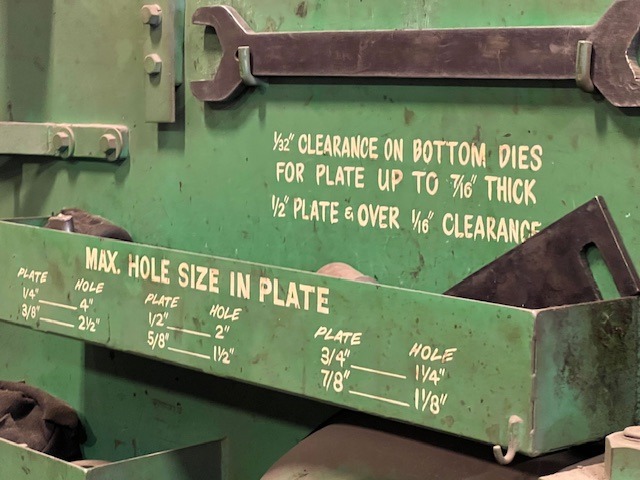 1/32" CLEARANCE ON BOTTOM DIES
FOR PLATE UP TO 7/16" THICK
1/2" PLATE & OVER 1/16" CLEARANCE
MAX. HOLE SIZE IN PLATE
PLATE HOLE
1/4" — 4"
3/8" — 2 1/2"
PLATE HOLE
1/2" — 2"
5/8" — 1 1/2"
PLATE HOLE
3/4" — 1 1/4"
7/8" — 1 1/8"